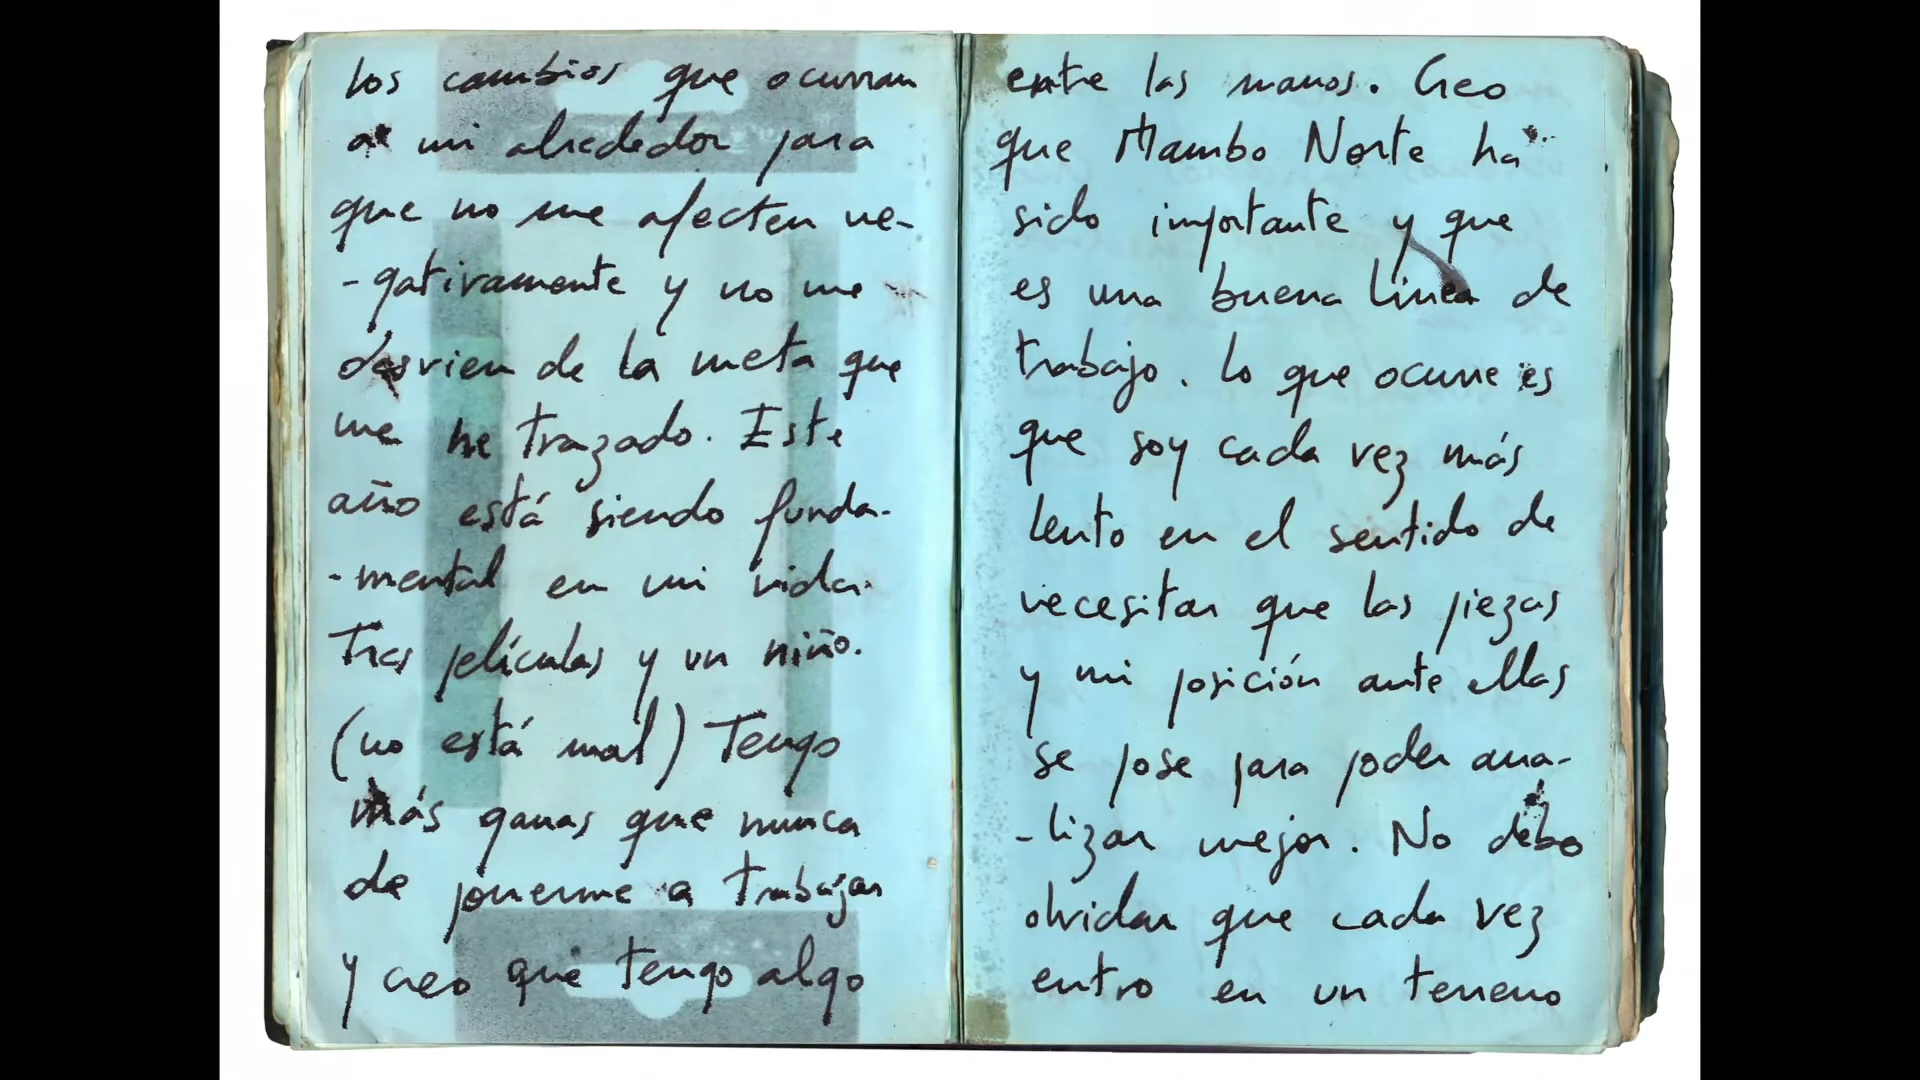 los cambios que ocurran
a mi alrededor para
que no me afecten ne-
-gativamente y no me
desvien de la meta que
me he trazado. Este
año está siendo funda-
-mental en mi vida.
Tres películas y un niño.
(no está mal) Tengo
más ganas que nunca
de ponerme a trabajar
y creo que tengo algo
entre las manos. Creo
que Mambo Norte ha
sido importante y que
es una buena línea de
trabajo. Lo que ocurre es
que soy cada vez más
lento en el sentido de
necesitar que las piezas
y mi posición ante ellas
se pose para poder ana-
-lizar mejor. No debo
olvidar que cada vez
entro en un terreno